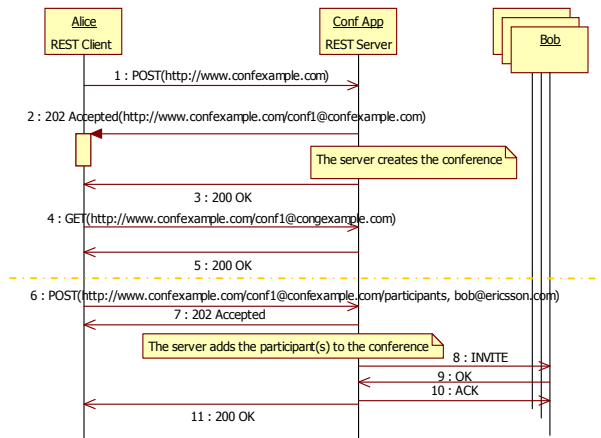 Alice
REST Client
Conf App
REST Server
Bob
1 : POST(http://www.confexample.com)
2 : 202 Accepted(http://www.confexample.com/conf1@confexample.com)
The server creates the conference
3 : 200 OK
4 : GET(http://www.confexample.com/conf1@congexample.com)
5 : 200 OK
6 : POST(http://www.confexample.com/conf1@confexample.com/participants, bob@ericsson.com)
7 : 202 Accepted
The server adds the participant(s) to the conference
8 : INVITE
9 : OK
10 : ACK
11 : 200 OK